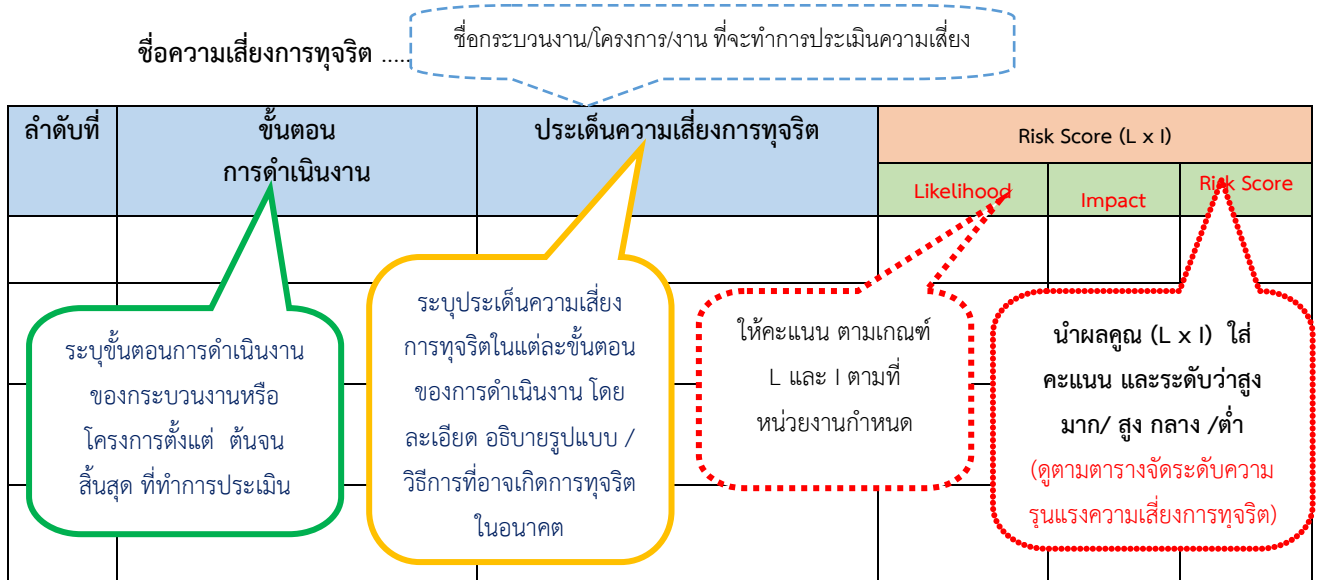 ชื่อกระบวนงาน/โครงการ/งาน ที่จะทำการประเมินความเสี่ยง
ชื่อความเสี่ยงการทุจริต .....
ลำดับที่
ขั้นตอน
การดำเนินงาน
ประเด็นความเสี่ยงการทุจริต
Risk Score (L x I)
Likelihood
Impact
Risk Score
ระบุขั้นตอนการดำเนินงาน
ของกระบวนงานหรือ
โครงการตั้งแต่ ต้นจน
สิ้นสุด ที่ทำการประเมิน
ระบุประเด็นความเสี่ยง
การทุจริตในแต่ละขั้นตอน
ของการดำเนินงาน โดย
ละเอียด อธิบายรูปแบบ /
วิธีการที่อาจเกิดการทุจริต
ในอนาคต
ให้คะแนน ตามเกณฑ์
L และ I ตามที่
หน่วยงานกำหนด
นำผลคูณ (L x I) ใส่
คะแนน และระดับว่าสูง
มาก/ สูง กลาง /ต่ำ
(ดูตามตารางจัดระดับความ
รุนแรงความเสี่ยงการทุจริต)